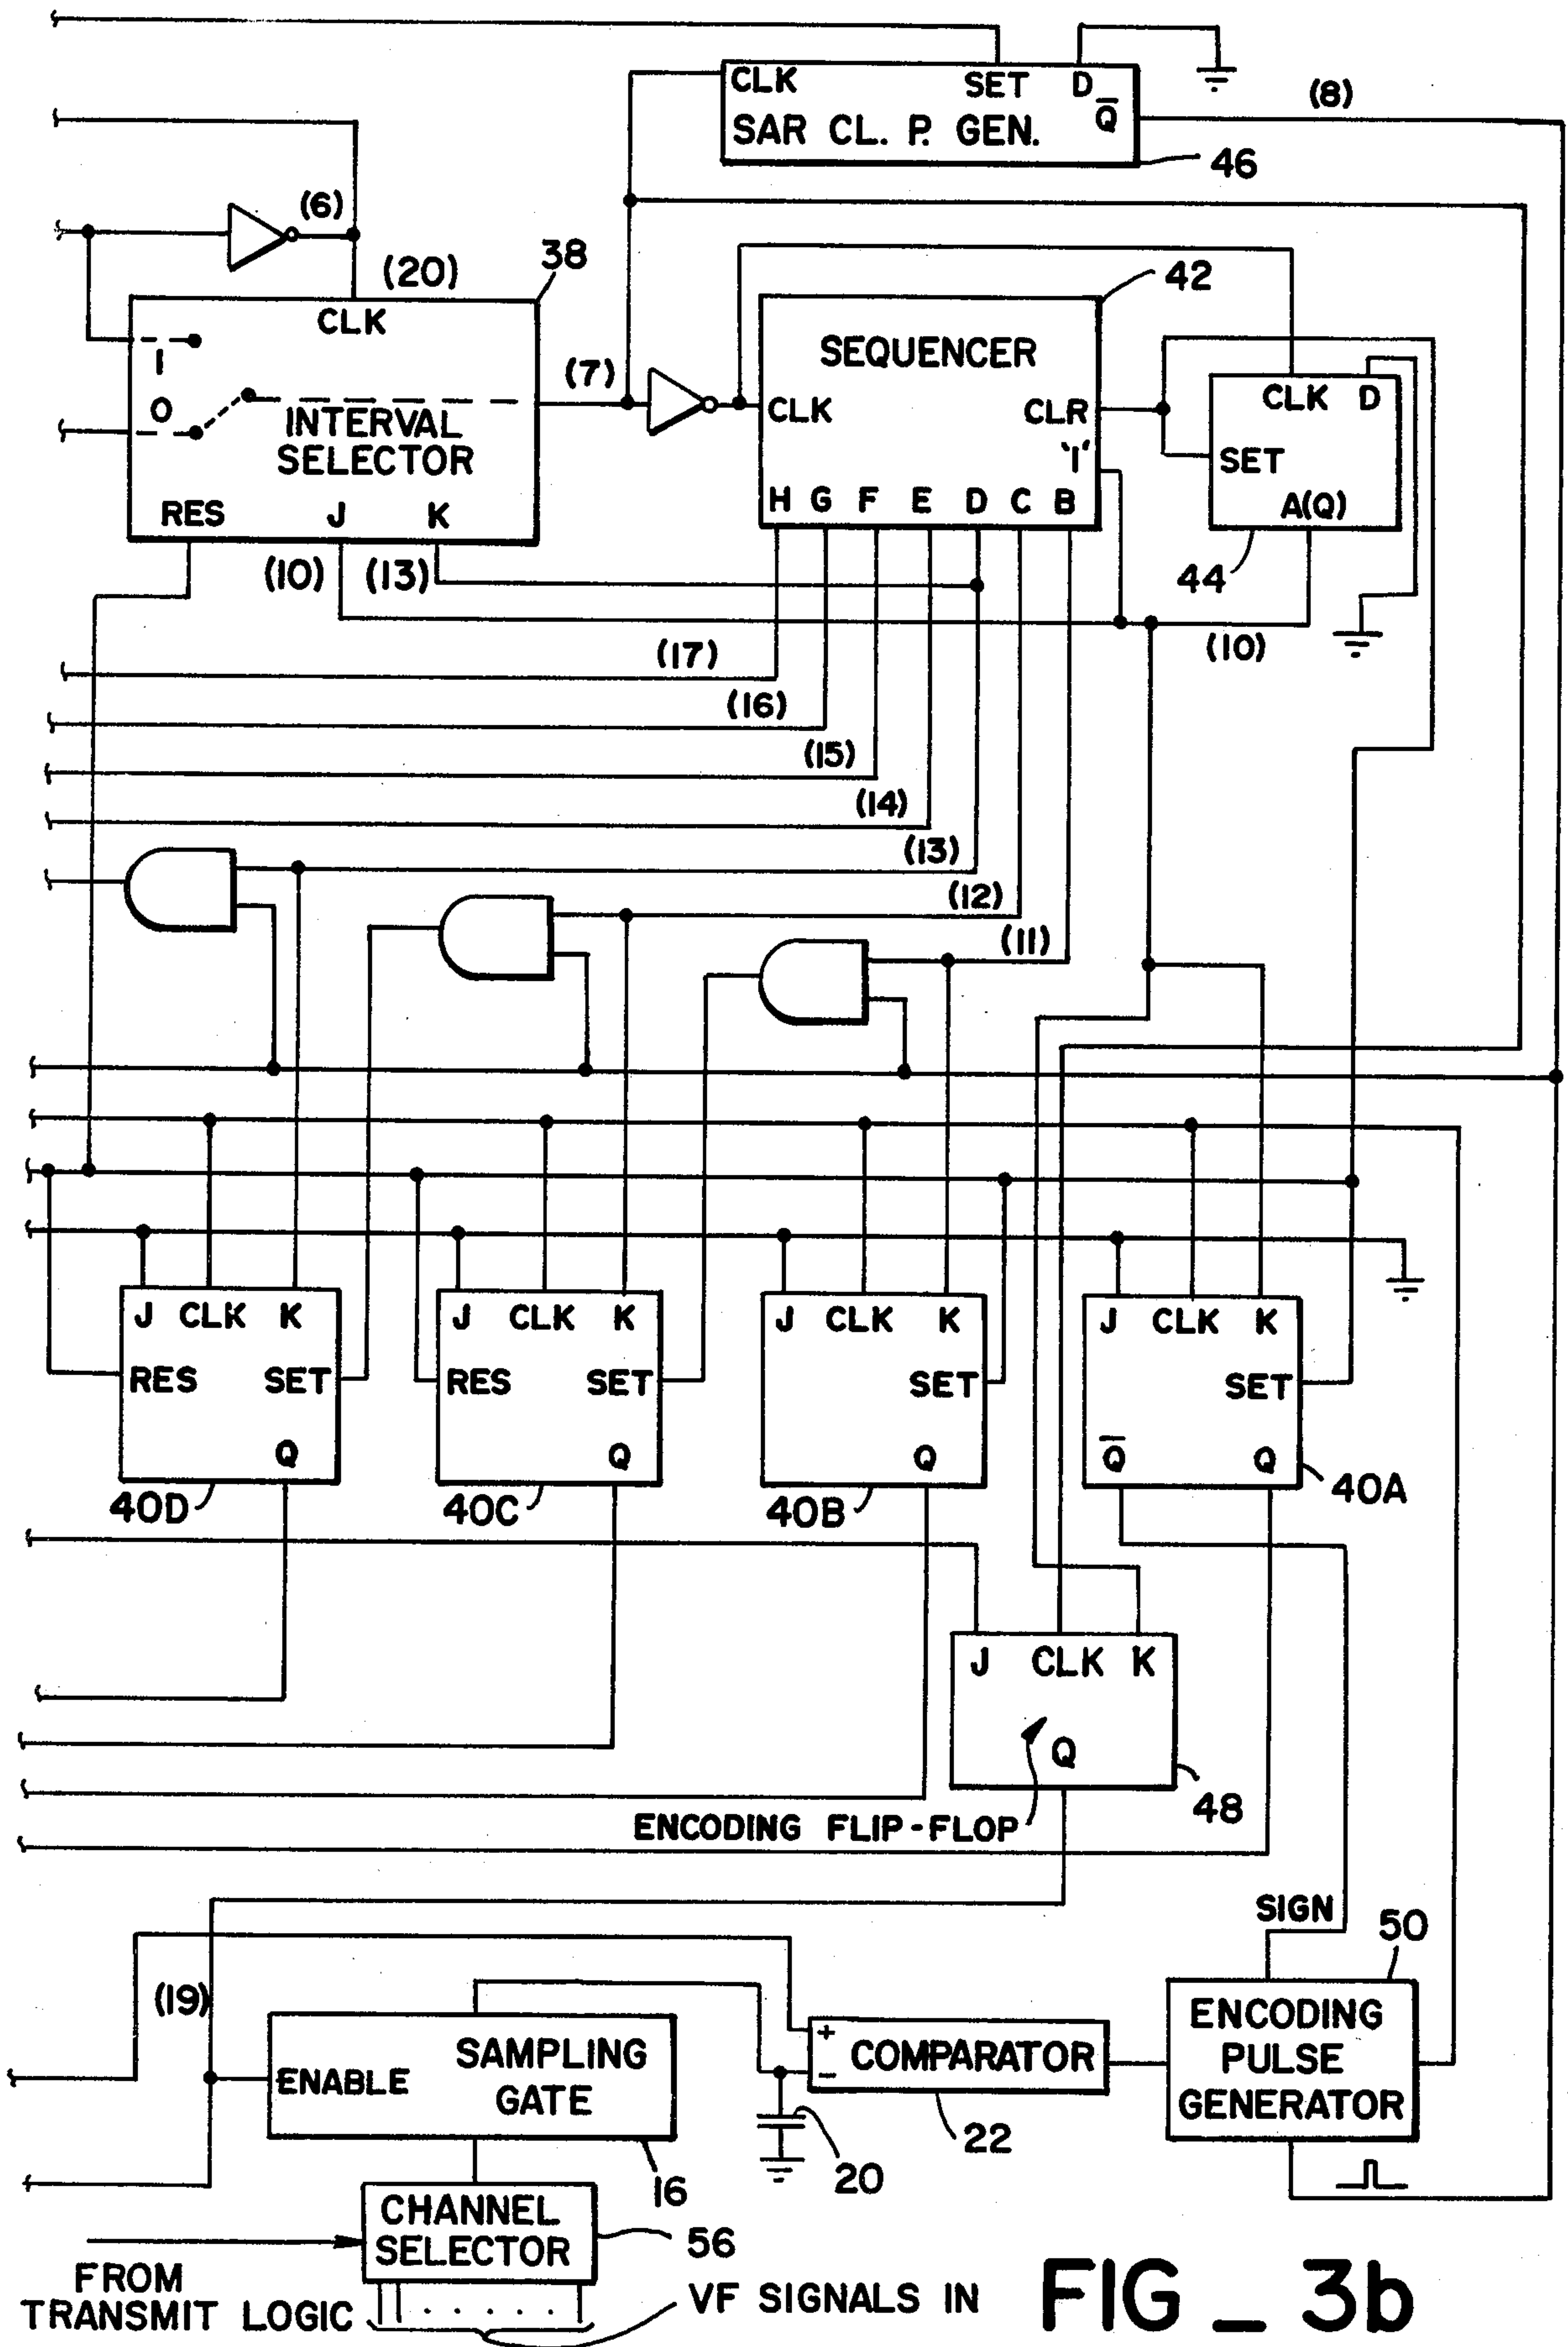 CLK SET D
Q̅
(8)
SAR CL. P. GEN.
46
(6)
(20)
38
42
CLK
1
0
INTERVAL
SELECTOR
RES J K
(7)
SEQUENCER
CLK
CLR
'1'
H G F E D C B
CLK D
SET
A(Q)
44
(10) (13)
(10)
(17)
(16)
(15)
(14)
(13)
(12)
(11)
J CLK K
RES SET
Q
40D
J CLK K
RES SET
Q
40C
J CLK K
SET
Q
40B
J CLK K
SET
Q̅ Q
40A
J CLK K
Q
48
ENCODING FLIP-FLOP
SIGN
50
(19)
ENABLE
SAMPLING
GATE
16
+
−
COMPARATOR
22
20
ENCODING
PULSE
GENERATOR
CHANNEL
SELECTOR
56
FROM
TRANSMIT LOGIC
VF SIGNALS IN
FIG _ 3b